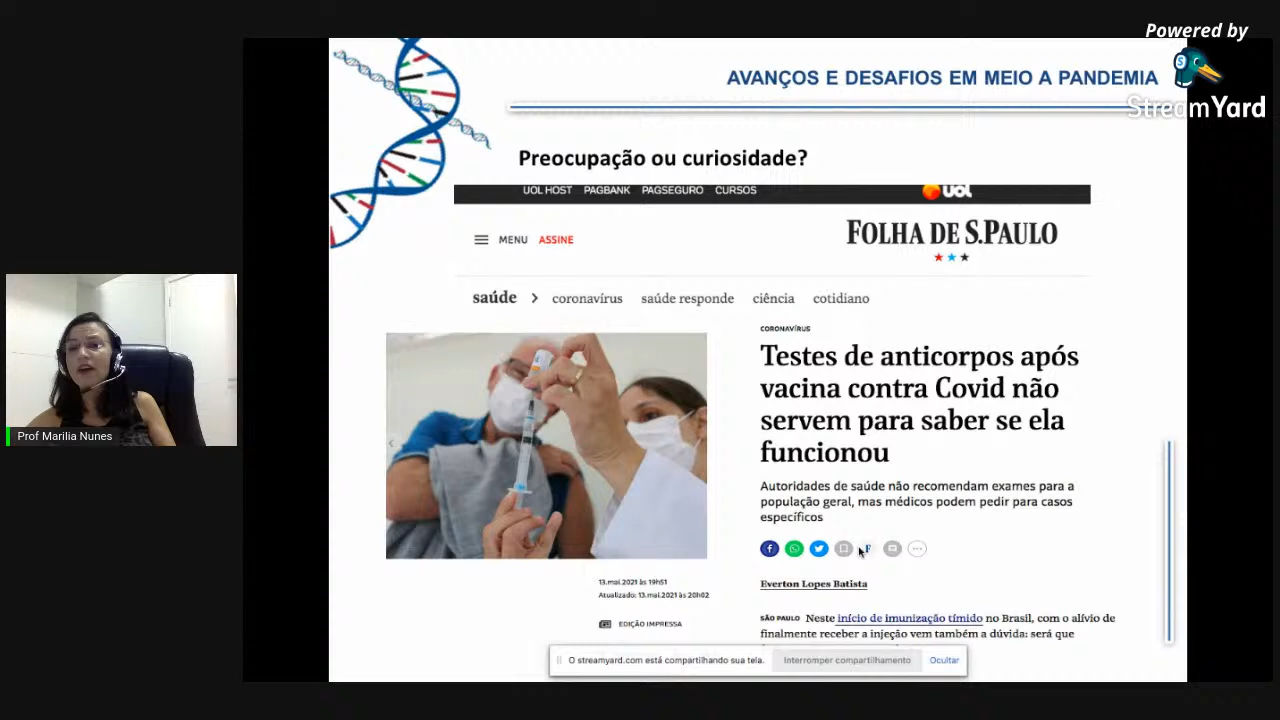 Powered by
StreamYard
AVANÇOS E DESAFIOS EM MEIO A PANDEMIA
Preocupação ou curiosidade?
UOL HOST PAGBANK PAGSEGURO CURSOS UOL
MENU ASSINE
FOLHA DE S.PAULO
saúde > coronavírus saúde responde ciência cotidiano
CORONAVÍRUS
Testes de anticorpos após
vacina contra Covid não
servem para saber se ela
funcionou
Autoridades de saúde não recomendam exames para a
população geral, mas médicos podem pedir para casos
específicos
F
13.mai.2021 às 19h51
Atualizado: 13.mai.2021 às 20h02
EDIÇÃO IMPRESSA
Everton Lopes Batista
SÃO PAULO Neste início de imunização tímido no Brasil, com o alívio de
finalmente receber a injeção vem também a dúvida: será que
O streamyard.com está compartilhando sua tela. Interromper compartilhamento Ocultar
Prof Marilia Nunes